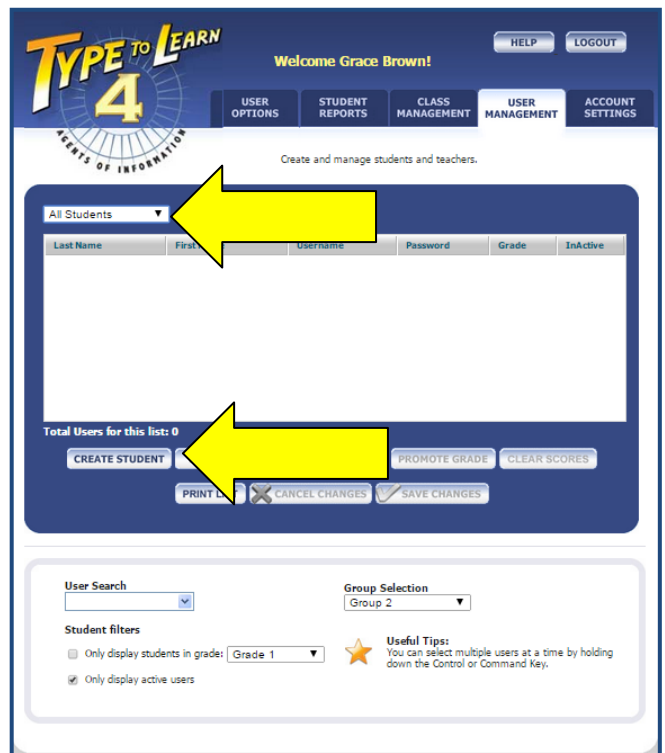 TYPE TO LEARN
4
AGENTS OF INFORMATION
HELP
LOGOUT
Welcome Grace Brown!
USER OPTIONS
STUDENT REPORTS
CLASS MANAGEMENT
USER MANAGEMENT
ACCOUNT SETTINGS
Create and manage students and teachers.
All Students
Last Name
First
Username
Password
Grade
InActive
Total Users for this list: 0
CREATE STUDENT
PROMOTE GRADE
CLEAR SCORES
PRINT
CANCEL CHANGES
SAVE CHANGES
User Search
Group Selection
Group 2
Student filters
Only display students in grade:
Grade 1
Only display active users
Useful Tips:
You can select multiple users at a time by holding
down the Control or Command Key.